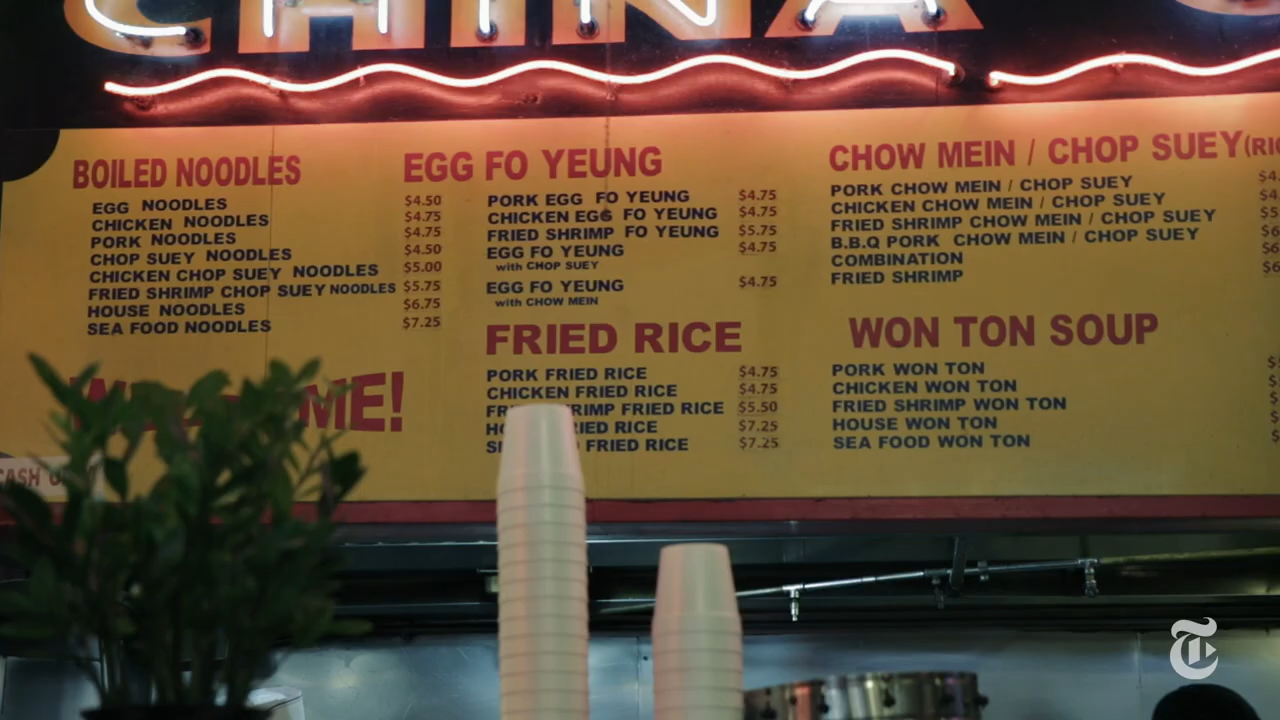 CHINA
BOILED NOODLES
EGG NOODLES $4.50
CHICKEN NOODLES $4.75
PORK NOODLES $4.75
CHOP SUEY NOODLES $4.50
CHICKEN CHOP SUEY NOODLES $5.00
FRIED SHRIMP CHOP SUEY NOODLES $5.75
HOUSE NOODLES $6.75
SEA FOOD NOODLES $7.25
EGG FO YEUNG
PORK EGG FO YEUNG $4.75
CHICKEN EGG FO YEUNG $4.75
FRIED SHRIMP FO YEUNG $5.75
EGG FO YEUNG $4.75
with CHOP SUEY
EGG FO YEUNG $4.75
with CHOW MEIN
FRIED RICE
PORK FRIED RICE $4.75
CHICKEN FRIED RICE $4.75
FRIED RICE $5.50
FRIED RICE $7.25
FRIED RICE $7.25
CHOW MEIN / CHOP SUEY
PORK CHOW MEIN / CHOP SUEY
CHICKEN CHOW MEIN / CHOP SUEY
FRIED SHRIMP CHOW MEIN / CHOP SUEY
B.B.Q PORK CHOW MEIN / CHOP SUEY
COMBINATION
FRIED SHRIMP
WON TON SOUP
PORK WON TON
CHICKEN WON TON
FRIED SHRIMP WON TON
HOUSE WON TON
SEA FOOD WON TON
CASH